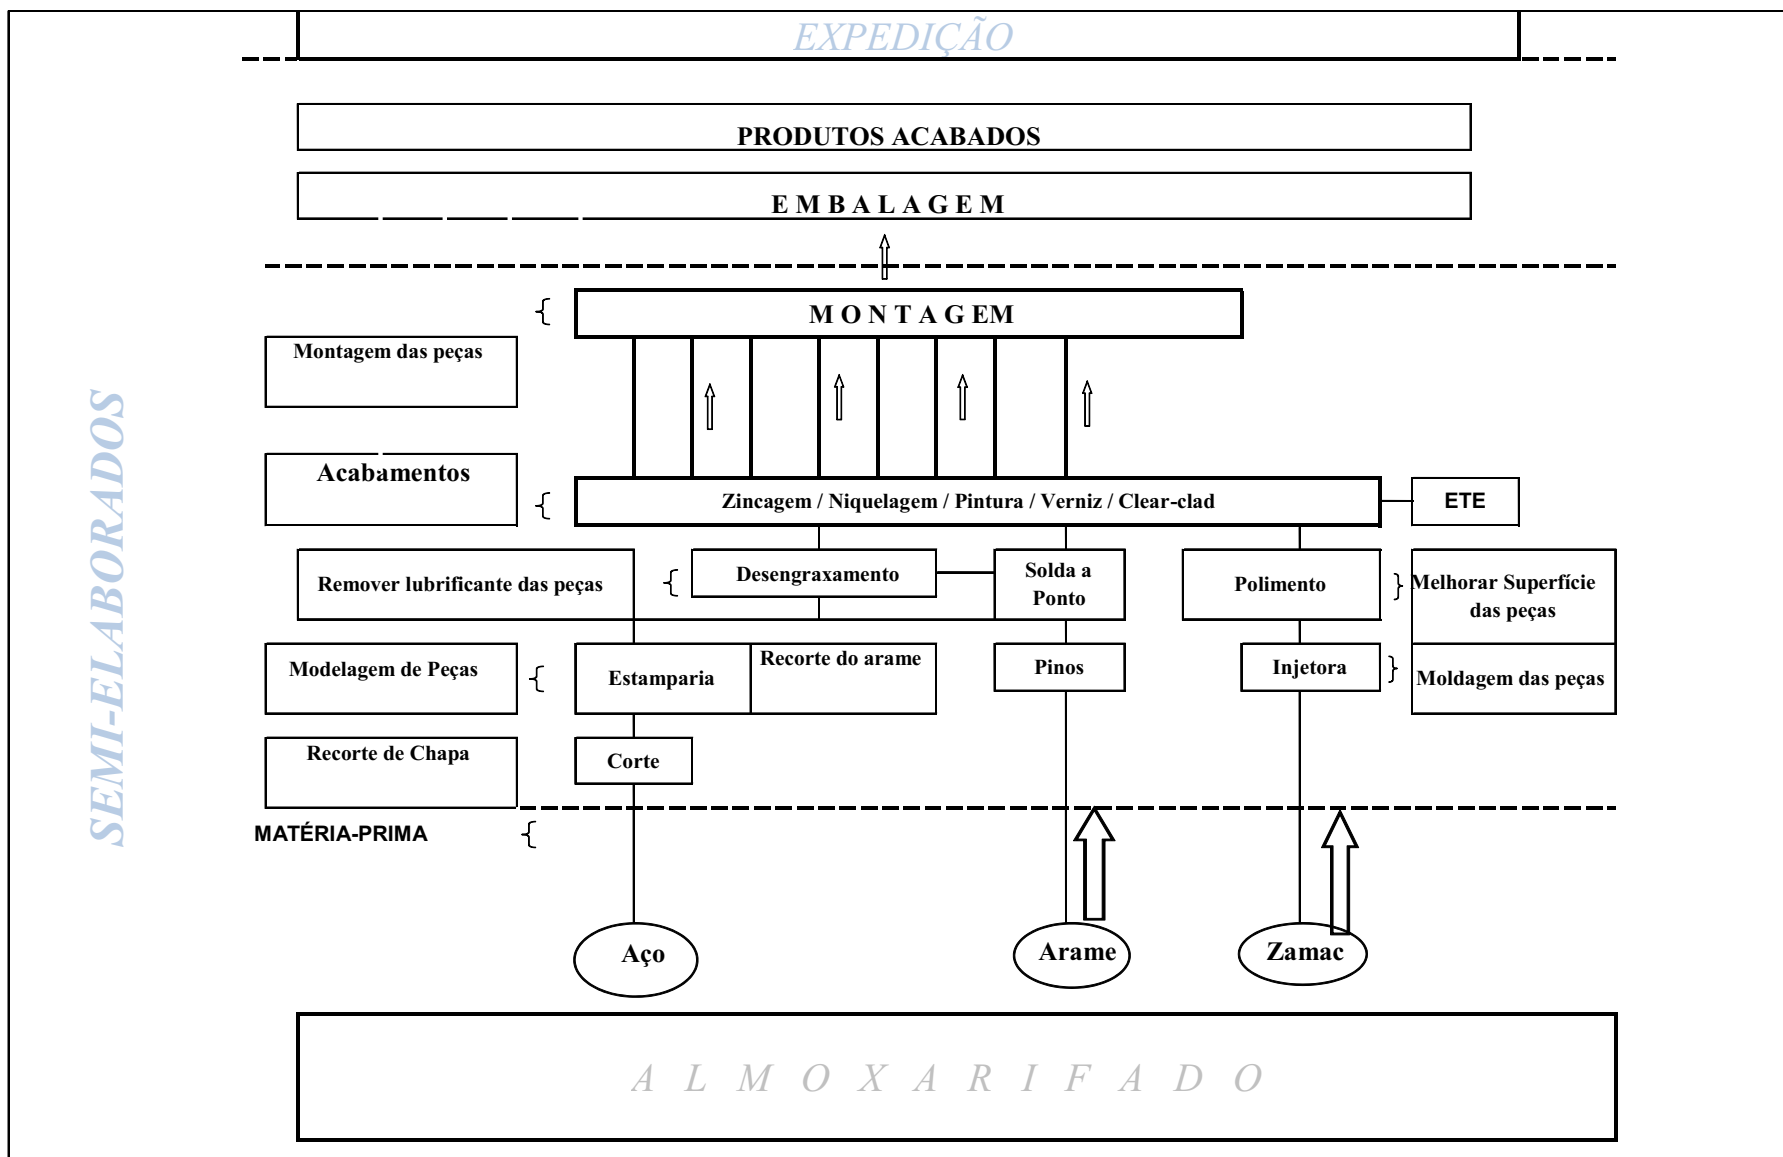 EXPEDIÇÃO
PRODUTOS ACABADOS
E M B A L A G E M
M O N T A G EM
Montagem das peças
SEMI-ELABORADOS
Acabamentos
Zincagem / Niquelagem / Pintura / Verniz / Clear-clad
ETE
Remover lubrificante das peças
Desengraxamento
Solda a
Ponto
Polimento
Melhorar Superfície
das peças
Modelagem de Peças
Estamparia
Recorte do arame
Pinos
Injetora
Moldagem das peças
Recorte de Chapa
Corte
MATÉRIA-PRIMA
Aço
Arame
Zamac
A L M O X A R I F A D O